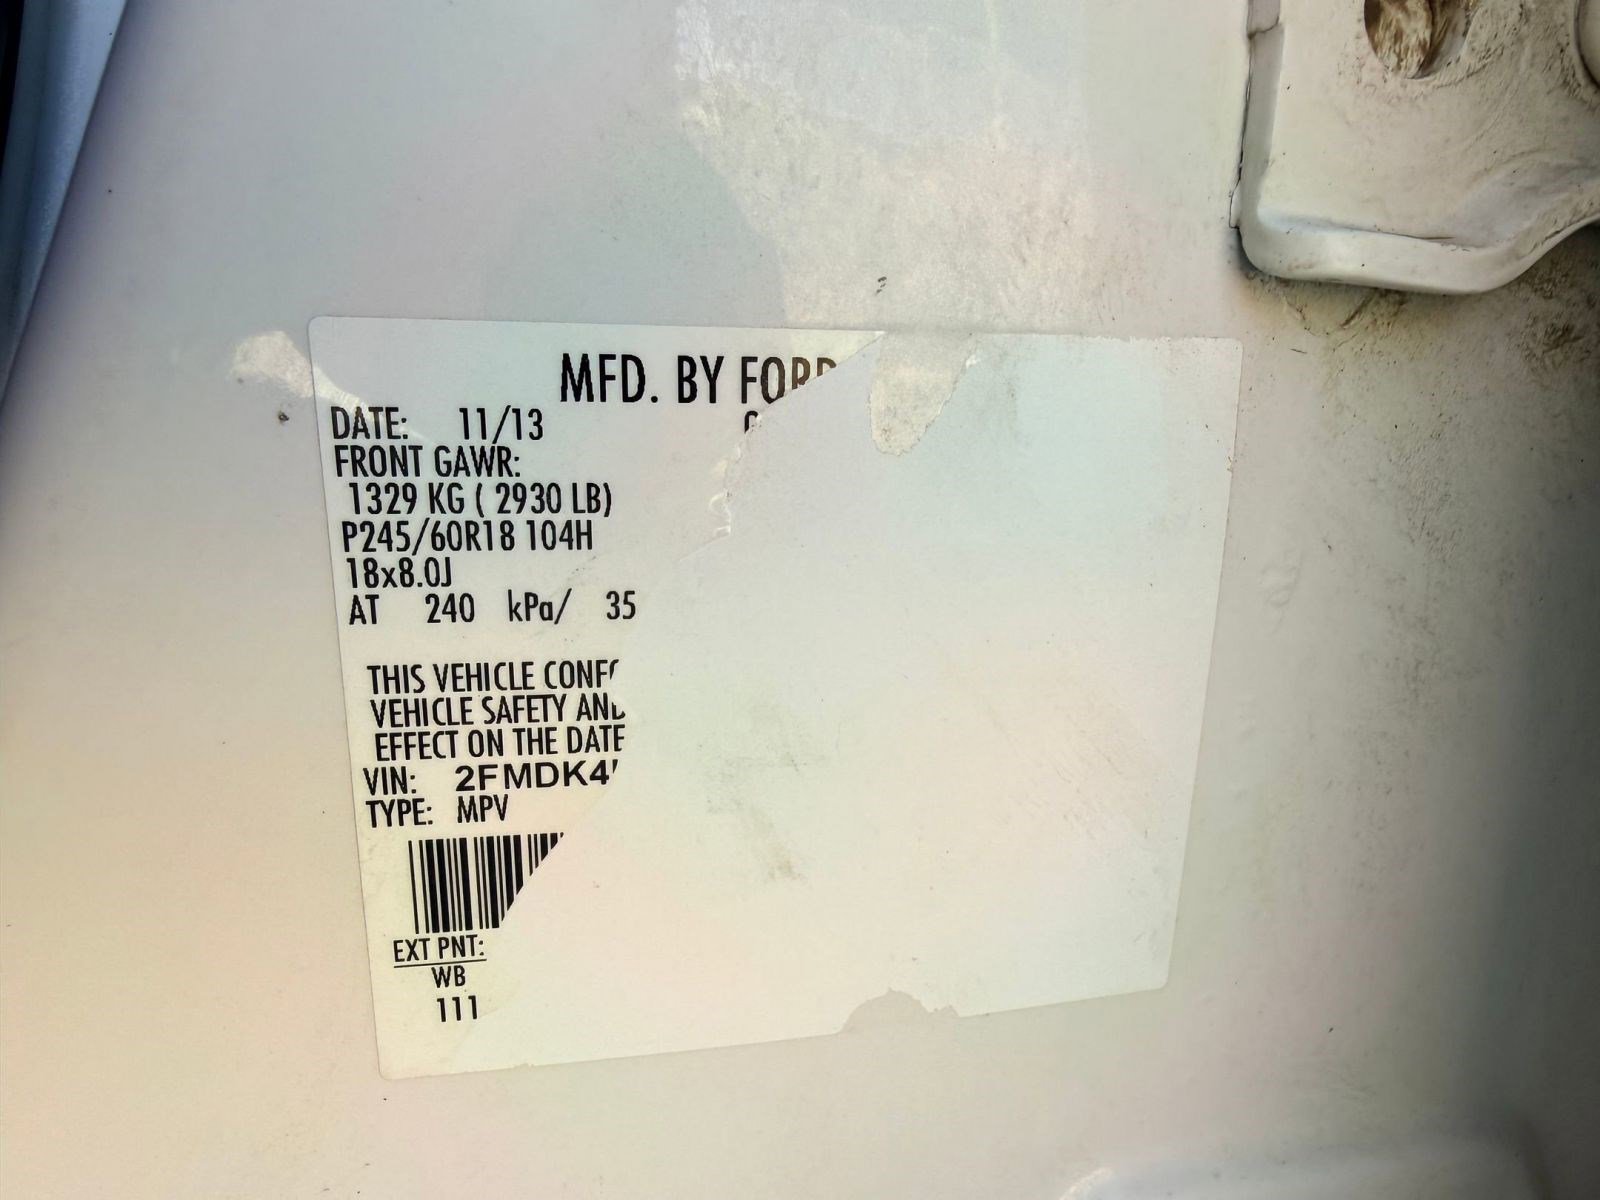 MFD. BY FORD
DATE: 11/13
FRONT GAWR:
1329 KG ( 2930 LB)
P245/60R18 104H
18x8.0J
AT 240 kPa/ 35
THIS VEHICLE CONF
VEHICLE SAFETY AND
EFFECT ON THE DATE
VIN: 2FMDK4
TYPE: MPV
EXT PNT:
WB
111